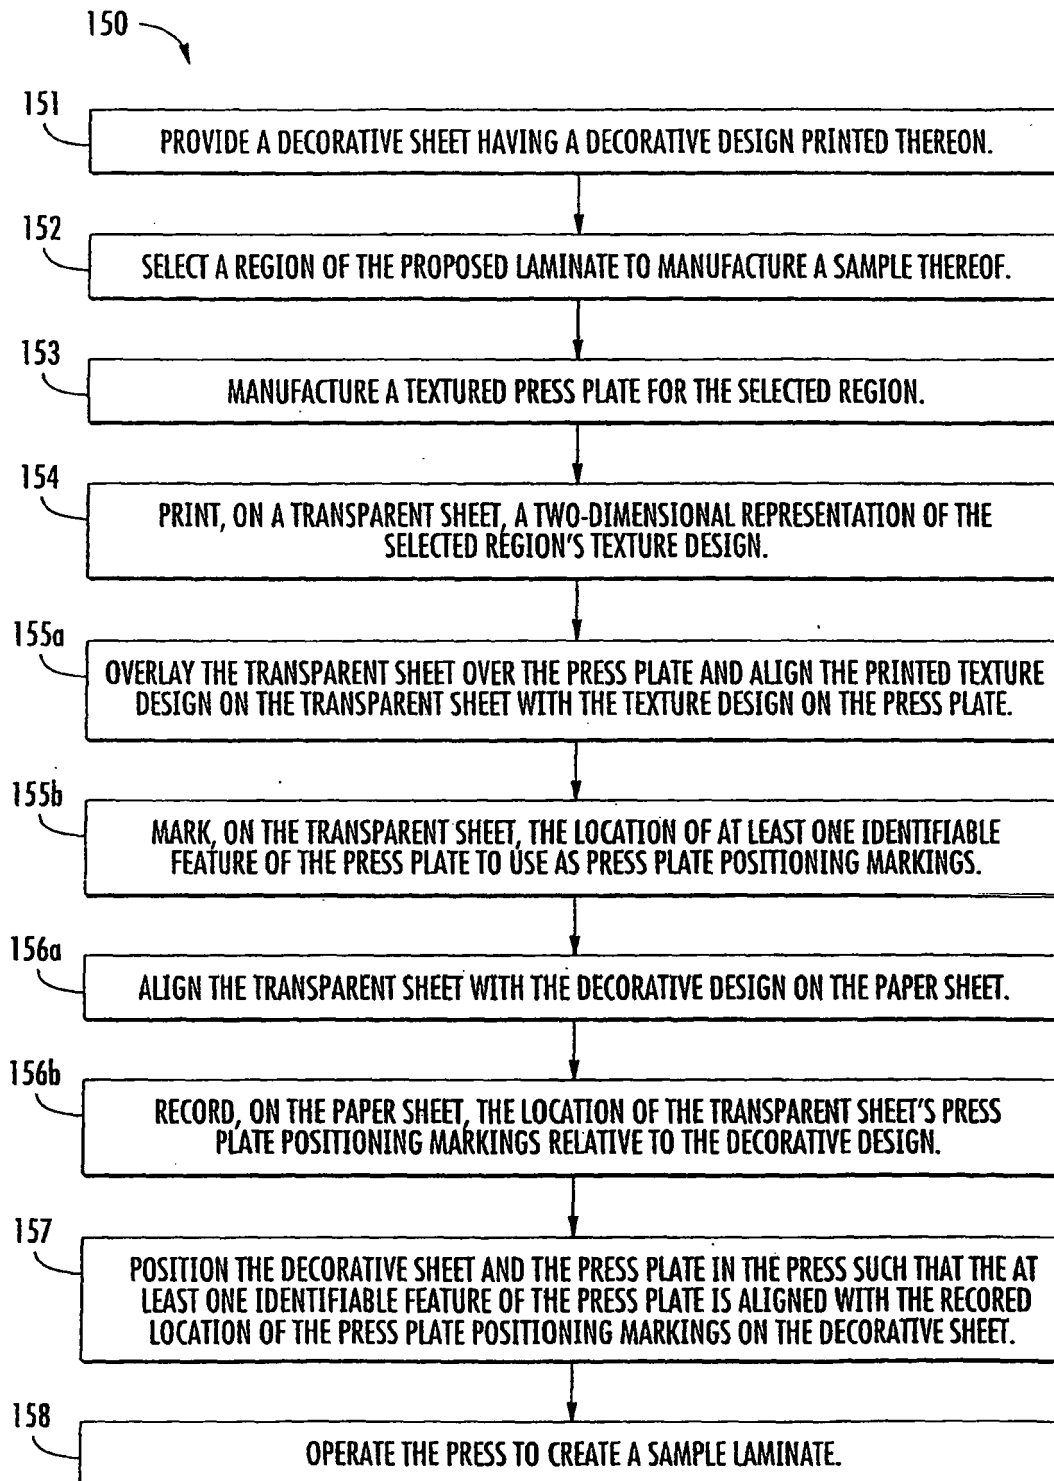 150
151
PROVIDE A DECORATIVE SHEET HAVING A DECORATIVE DESIGN PRINTED THEREON.
152
SELECT A REGION OF THE PROPOSED LAMINATE TO MANUFACTURE A SAMPLE THEREOF.
153
MANUFACTURE A TEXTURED PRESS PLATE FOR THE SELECTED REGION.
154
PRINT, ON A TRANSPARENT SHEET, A TWO-DIMENSIONAL REPRESENTATION OF THE
SELECTED REGION'S TEXTURE DESIGN.
155a
OVERLAY THE TRANSPARENT SHEET OVER THE PRESS PLATE AND ALIGN THE PRINTED TEXTURE
DESIGN ON THE TRANSPARENT SHEET WITH THE TEXTURE DESIGN ON THE PRESS PLATE.
155b
MARK, ON THE TRANSPARENT SHEET, THE LOCATION OF AT LEAST ONE IDENTIFIABLE
FEATURE OF THE PRESS PLATE TO USE AS PRESS PLATE POSITIONING MARKINGS.
156a
ALIGN THE TRANSPARENT SHEET WITH THE DECORATIVE DESIGN ON THE PAPER SHEET.
156b
RECORD, ON THE PAPER SHEET, THE LOCATION OF THE TRANSPARENT SHEET'S PRESS
PLATE POSITIONING MARKINGS RELATIVE TO THE DECORATIVE DESIGN.
157
POSITION THE DECORATIVE SHEET AND THE PRESS PLATE IN THE PRESS SUCH THAT THE AT
LEAST ONE IDENTIFIABLE FEATURE OF THE PRESS PLATE IS ALIGNED WITH THE RECORED
LOCATION OF THE PRESS PLATE POSITIONING MARKINGS ON THE DECORATIVE SHEET.
158
OPERATE THE PRESS TO CREATE A SAMPLE LAMINATE.